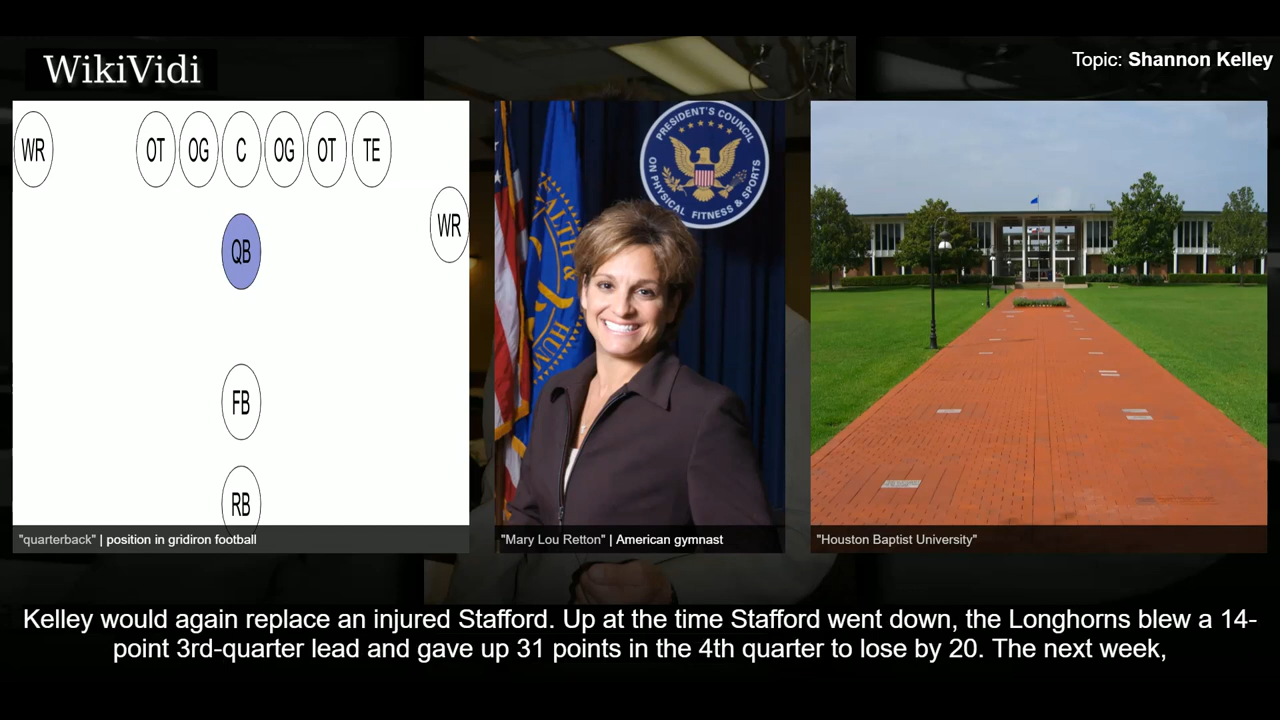 WikiVidi
Topic: Shannon Kelley
WR
OT OG C OG OT TE
WR
QB
FB
RB
PRESIDENT'S COUNCIL
ON PHYSICAL FITNESS & SPORTS
HEALTH &
HUM
"quarterback" | position in gridiron football
"Mary Lou Retton" | American gymnast
"Houston Baptist University"
Kelley would again replace an injured Stafford. Up at the time Stafford went down, the Longhorns blew a 14-
point 3rd-quarter lead and gave up 31 points in the 4th quarter to lose by 20. The next week,